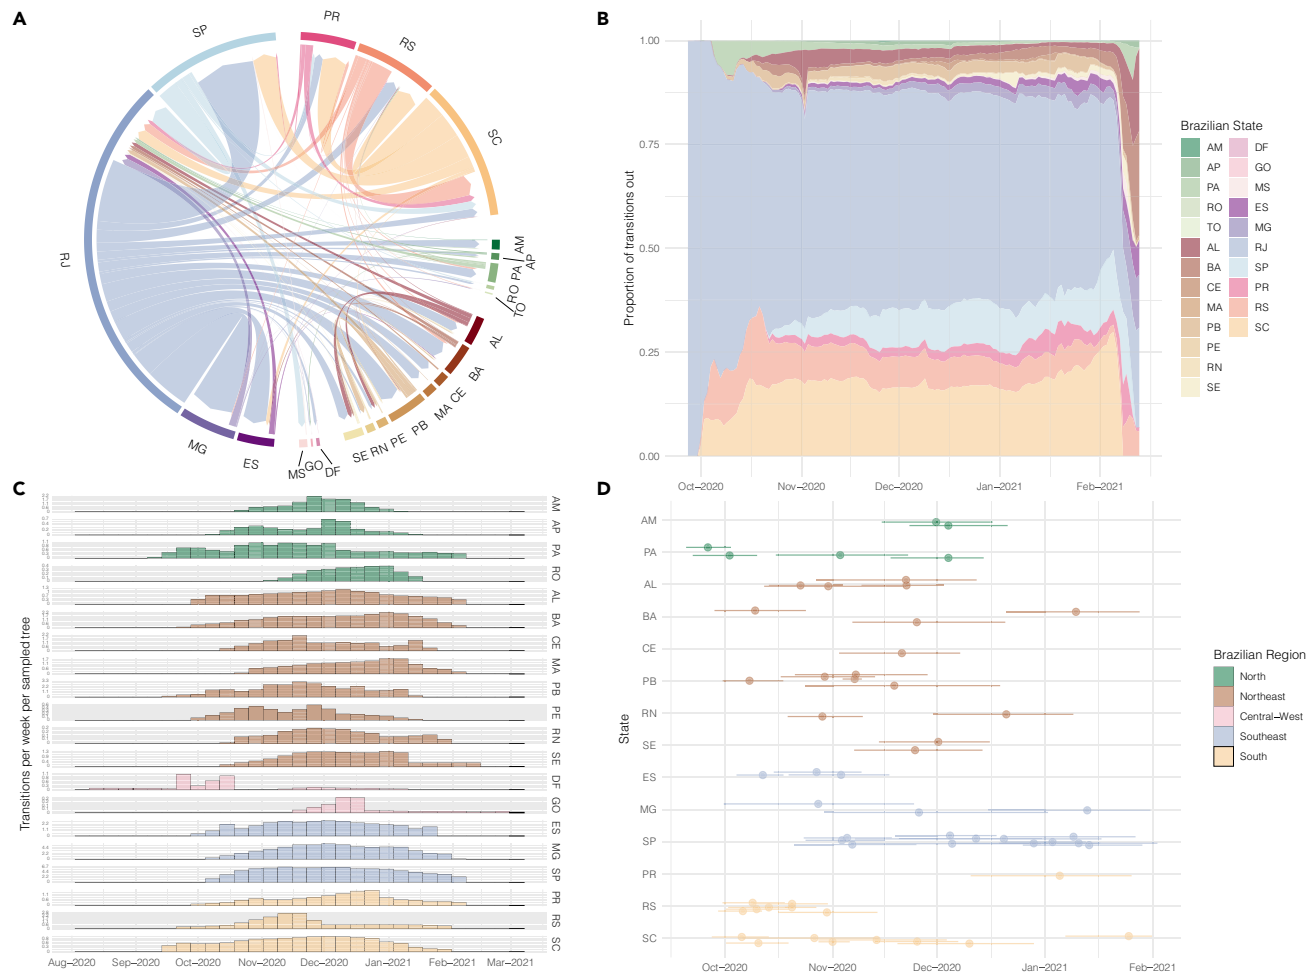 A
SP
PR
RS
SC
RJ
AM
AP
PA
RO
TO
AL
BA
CE
MA
PB
PE
RN
SE
DF
GO
MS
ES
MG
B
Proportion of transitions out
1.00
0.75
0.50
0.25
0.00
Oct–2020
Nov–2020
Dec–2020
Jan–2021
Feb–2021
Brazilian State
AM
AP
PA
RO
TO
AL
BA
CE
MA
PB
PE
RN
SE
DF
GO
MS
ES
MG
RJ
SP
PR
RS
SC
C
Transitions per week per sampled tree
AM
AP
PA
RO
AL
BA
CE
MA
PB
PE
RN
SE
DF
GO
ES
MG
SP
PR
RS
SC
Aug–2020
Sep–2020
Oct–2020
Nov–2020
Dec–2020
Jan–2021
Feb–2021
Mar–2021
D
State
AM
PA
AL
BA
CE
PB
RN
SE
ES
MG
SP
PR
RS
SC
Oct–2020
Nov–2020
Dec–2020
Jan–2021
Feb–2021
Brazilian Region
North
Northeast
Central–West
Southeast
South